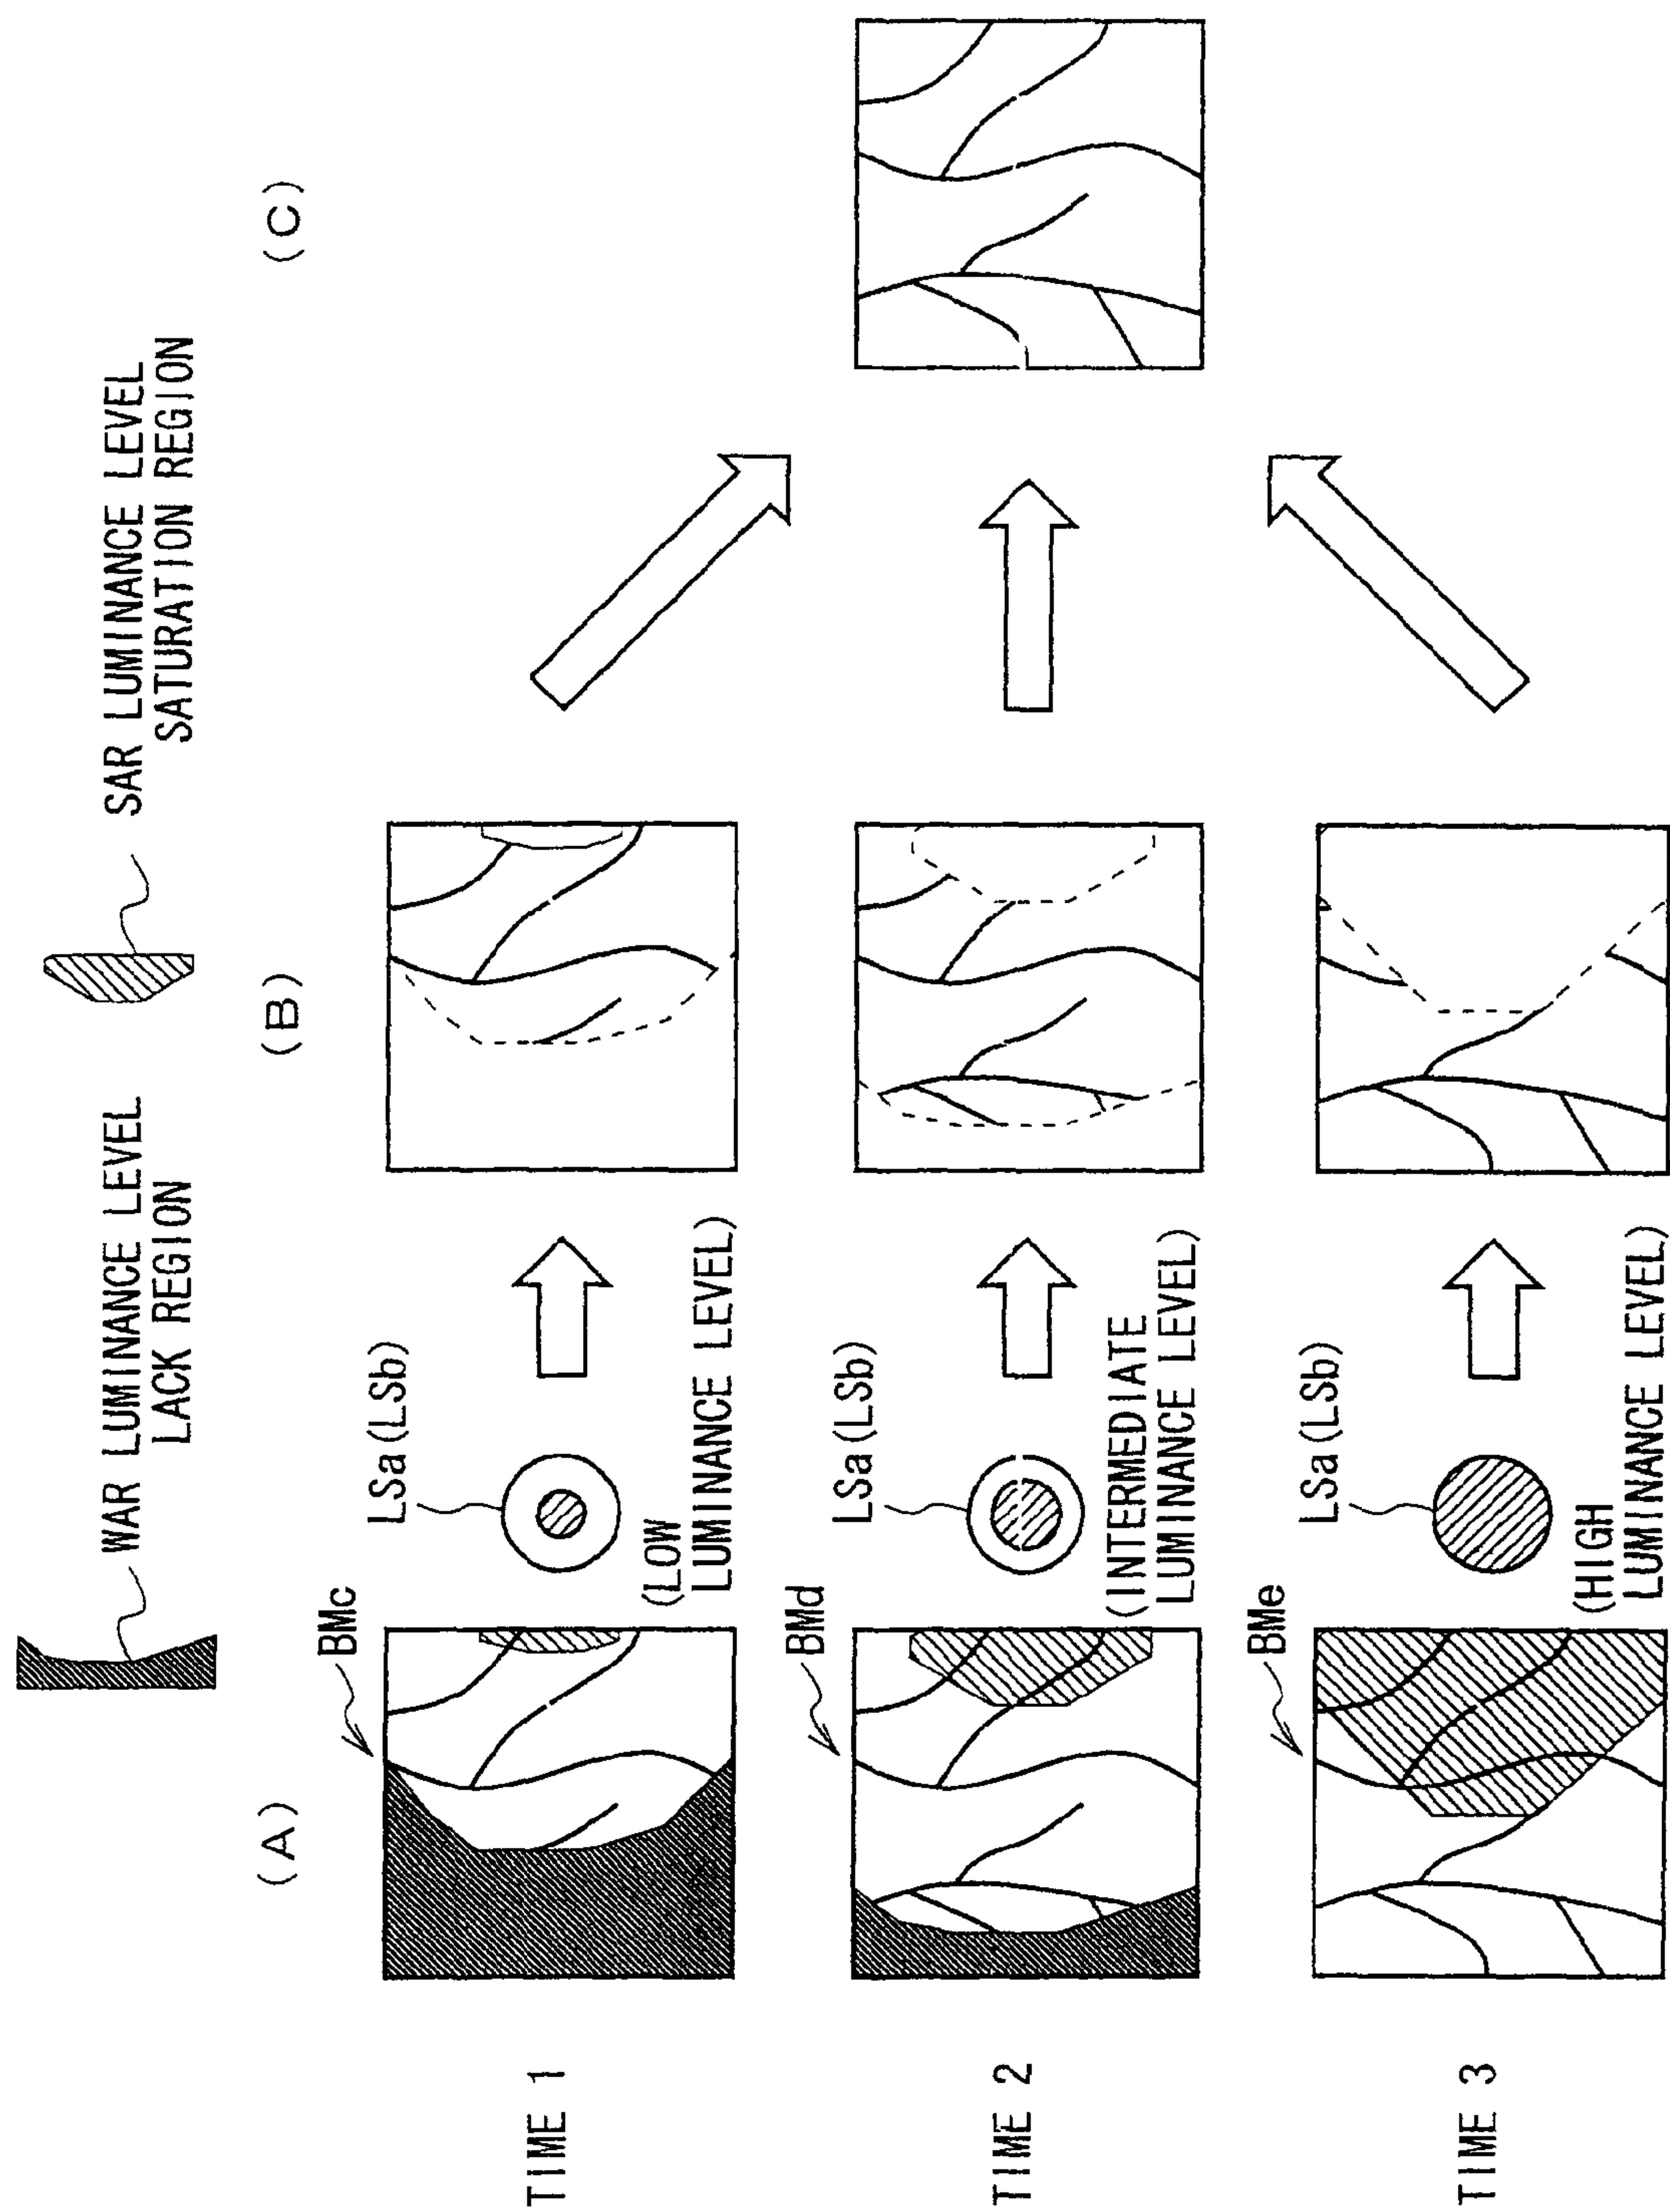 WAR LUMINANCE LEVEL
LACK REGION
SAR LUMINANCE LEVEL
SATURATION REGION
(A)
(B)
(C)
TIME 1
BMc
LSa(LSb)
(LOW
LUMINANCE LEVEL)
TIME 2
BMd
LSa(LSb)
(INTERMEDIATE
LUMINANCE LEVEL)
TIME 3
BMe
LSa(LSb)
(HIGH
LUMINANCE LEVEL)